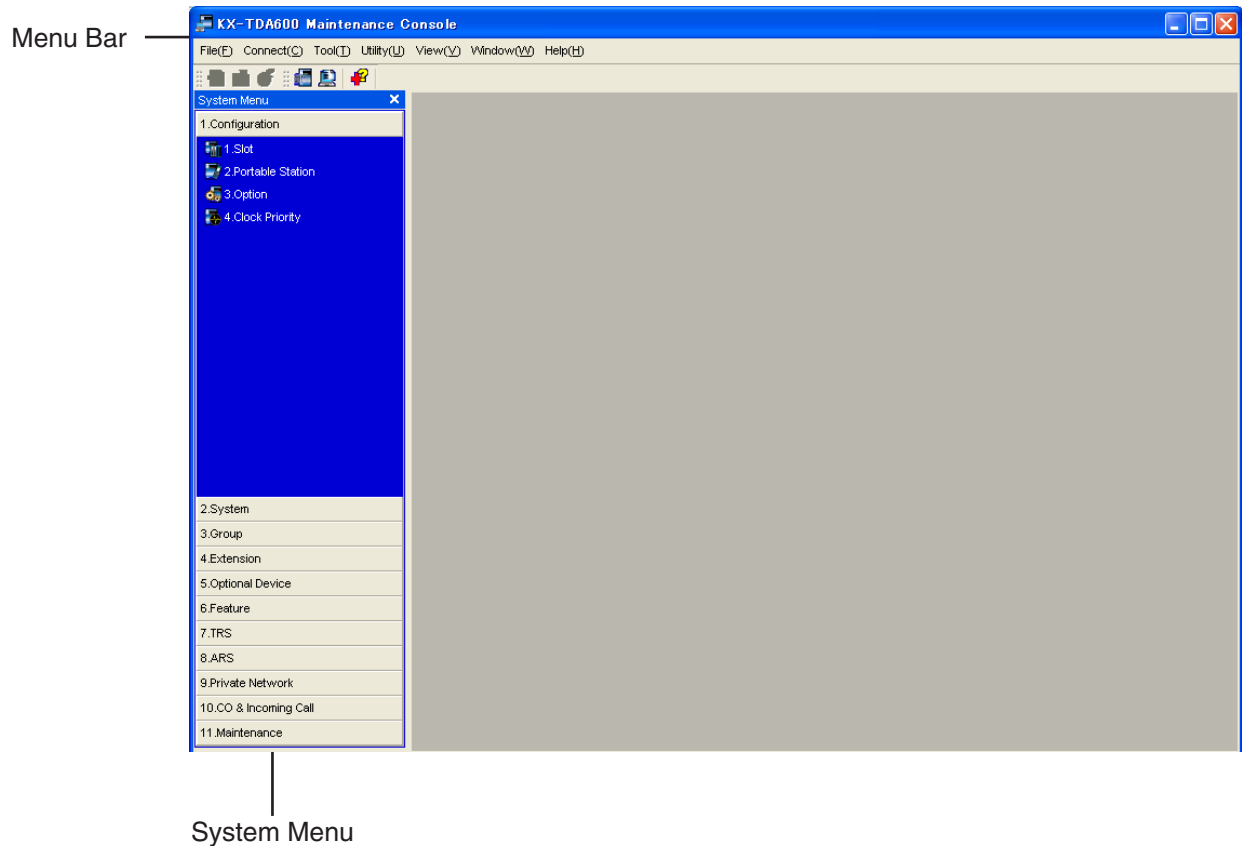 KX-TDA600 Maintenance Console
Menu Bar
File(F) Connect(C) Tool(T) Utility(U) View(V) Window(W) Help(H)
System Menu
1.Configuration
1.Slot
2.Portable Station
3.Option
4.Clock Priority
2.System
3.Group
4.Extension
5.Optional Device
6.Feature
7.TRS
8.ARS
9.Private Network
10.CO & Incoming Call
11.Maintenance
System Menu